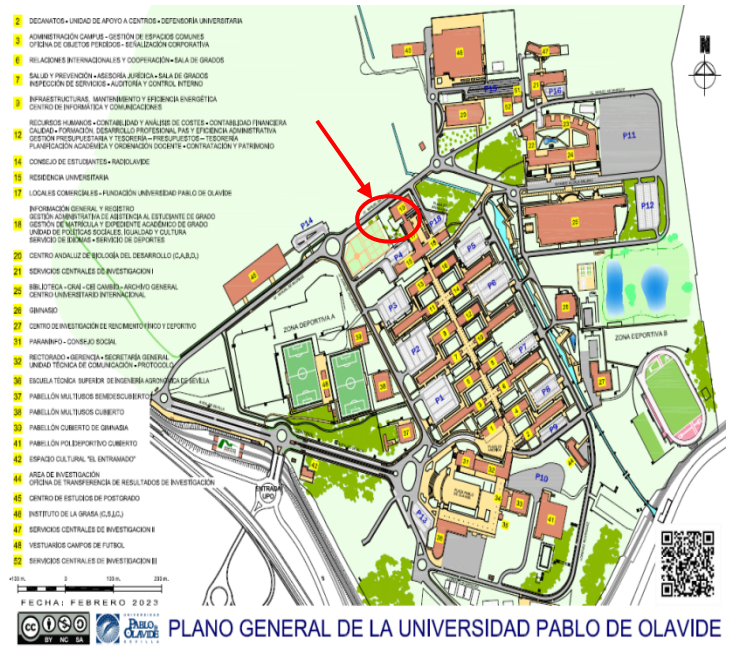 2 DECANATOS • UNIDAD DE APOYO A CENTROS • DEFENSORÍA UNIVERSITARIA
3 ADMINISTRACIÓN CAMPUS • GESTIÓN DE ESPACIOS COMUNES
OFICINA DE OBJETOS PERDIDOS • SEÑALIZACIÓN CORPORATIVA
6 RELACIONES INTERNACIONALES Y COOPERACIÓN • SALA DE GRADOS
7 SALUD Y PREVENCIÓN • ASESORÍA JURÍDICA • SALA DE GRADOS
INSPECCIÓN DE SERVICIOS • AUDITORÍA Y CONTROL INTERNO
9 INFRAESTRUCTURAS, MANTENIMIENTO Y EFICIENCIA ENERGÉTICA
CENTRO DE INFORMÁTICA Y COMUNICACIONES
12 RECURSOS HUMANOS • CONTABILIDAD Y ANÁLISIS DE COSTES • CONTABILIDAD FINANCIERA
CALIDAD • FORMACIÓN, DESARROLLO PROFESIONAL PAS Y EFICIENCIA ADMINISTRATIVA
GESTIÓN PRESUPUESTARIA Y TESORERÍA • PRESUPUESTOS • TESORERÍA
PLANIFICACIÓN ACADÉMICA Y ORDENACIÓN DOCENTE • CONTRATACIÓN Y PATRIMONIO
14 CONSEJO DE ESTUDIANTES • RADIOLAVIDE
15 RESIDENCIA UNIVERSITARIA
17 LOCALES COMERCIALES • FUNDACIÓN UNIVERSIDAD PABLO DE OLAVIDE
18 INFORMACIÓN GENERAL Y REGISTRO
GESTIÓN ADMINISTRATIVA DE ASISTENCIA AL ESTUDIANTE DE GRADO
GESTIÓN DE MATRÍCULA Y EXPEDIENTE ACADÉMICO DE GRADO
UNIDAD DE POLÍTICAS SOCIALES, IGUALDAD Y CULTURA
SERVICIO DE IDIOMAS • SERVICIO DE DEPORTES
20 CENTRO ANDALUZ DE BIOLOGÍA DEL DESARROLLO (C,A,B,D,)
21 SERVICIOS CENTRALES DE INVESTIGACIÓN I
25 BIBLIOTECA • CRAI • CEI CAMBIO • ARCHIVO GENERAL
CENTRO UNIVERSITARIO INTERNACIONAL
26 GIMNASIO
27 CENTRO DE INVESTIGACIÓN DE RENDIMIENTO FÍSICO Y DEPORTIVO
31 PARANINFO • CONSEJO SOCIAL
32 RECTORADO • GERENCIA • SECRETARÍA GENERAL
UNIDAD TÉCNICA DE COMUNICACIÓN • PROTOCOLO
36 ESCUELA TÉCNICA SUPERIOR DE INGENIERÍA AGRONÓMICA DE SEVILLA
37 PABELLÓN MULTIUSOS SEMIDESCUBIERTO
38 PABELLÓN MULTIUSOS CUBIERTO
PABELLÓN CUBIERTO DE GIMNASIA
41 PABELLÓN POLIDEPORTIVO CUBIERTO
42 ESPACIO CULTURAL "EL ENTRAMADO"
44 AREA DE INVESTIGACIÓN
OFICINA DE TRANSFERENCIA DE RESULTADOS DE INVESTIGACIÓN
45 CENTRO DE ESTUDIOS DE POSTGRADO
46 INSTITUTO DE LA GRASA (C,S,I,C,)
47 SERVICIOS CENTRALES DE INVESTIGACIÓN II
48 VESTUARIOS CAMPOS DE FUTBOL
52 SERVICIOS CENTRALES DE INVESTIGACIÓN III
N
P15
P16
P11
P12
P14
P18
P4
P5
P3
P6
P2
P7
P1
P8
P9
P10
P13
ZONA DEPORTIVA A
ZONA DEPORTIVA B
ENTRADA
UPO
FECHA: FEBRERO 2023
CC BY NC SA
UNIVERSIDAD
PABLO DE
OLAVIDE
SEVILLA
PLANO GENERAL DE LA UNIVERSIDAD PABLO DE OLAVIDE